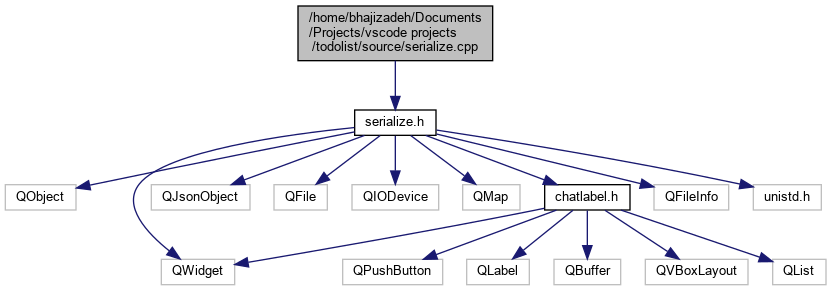 /home/bhajizadeh/Documents
/Projects/vscode projects
/todolist/source/serialize.cpp
serialize.h
QObject
QJsonObject
QFile
QIODevice
QMap
chatlabel.h
QFileInfo
unistd.h
QWidget
QPushButton
QLabel
QBuffer
QVBoxLayout
QList